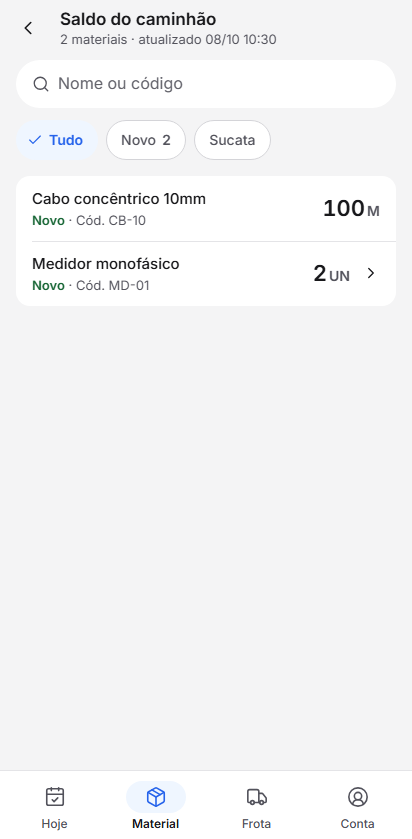 Saldo do caminhão
2 materiais · atualizado 08/10 10:30
Nome ou código
Tudo
Novo 2
Sucata
Cabo concêntrico 10mm
100 M
Novo · Cód. CB-10
Medidor monofásico
2 UN
Novo · Cód. MD-01
Hoje
Material
Frota
Conta